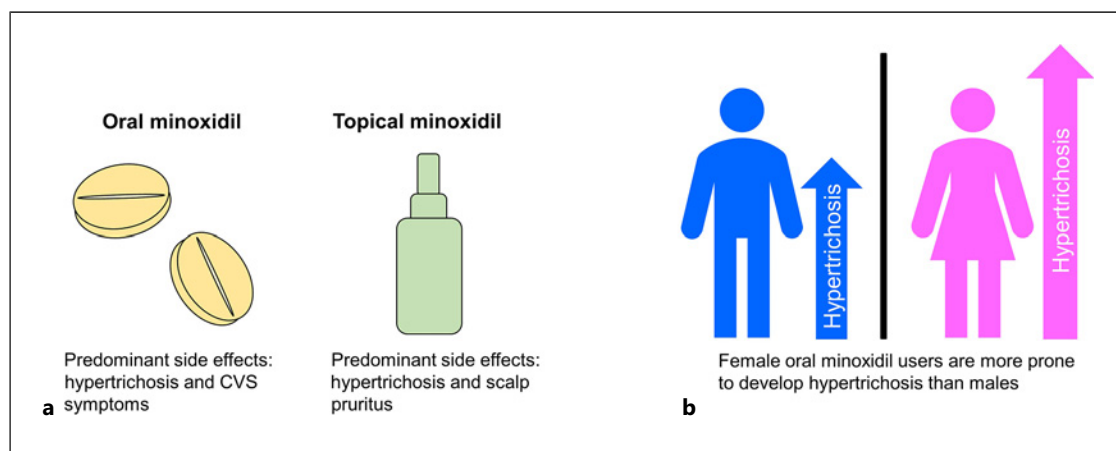 Oral minoxidil
Topical minoxidil
Predominant side effects:
hypertrichosis and CVS
symptoms
Predominant side effects:
hypertrichosis and scalp
pruritus
a
Hypertrichosis
Hypertrichosis
Female oral minoxidil users are more prone
to develop hypertrichosis than males
b